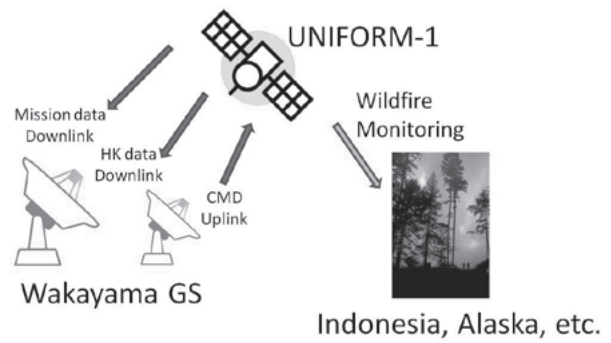 UNIFORM-1
Mission data
Downlink
HK data
Downlink
CMD
Uplink
Wildfire
Monitoring
Wakayama GS
Indonesia, Alaska, etc.